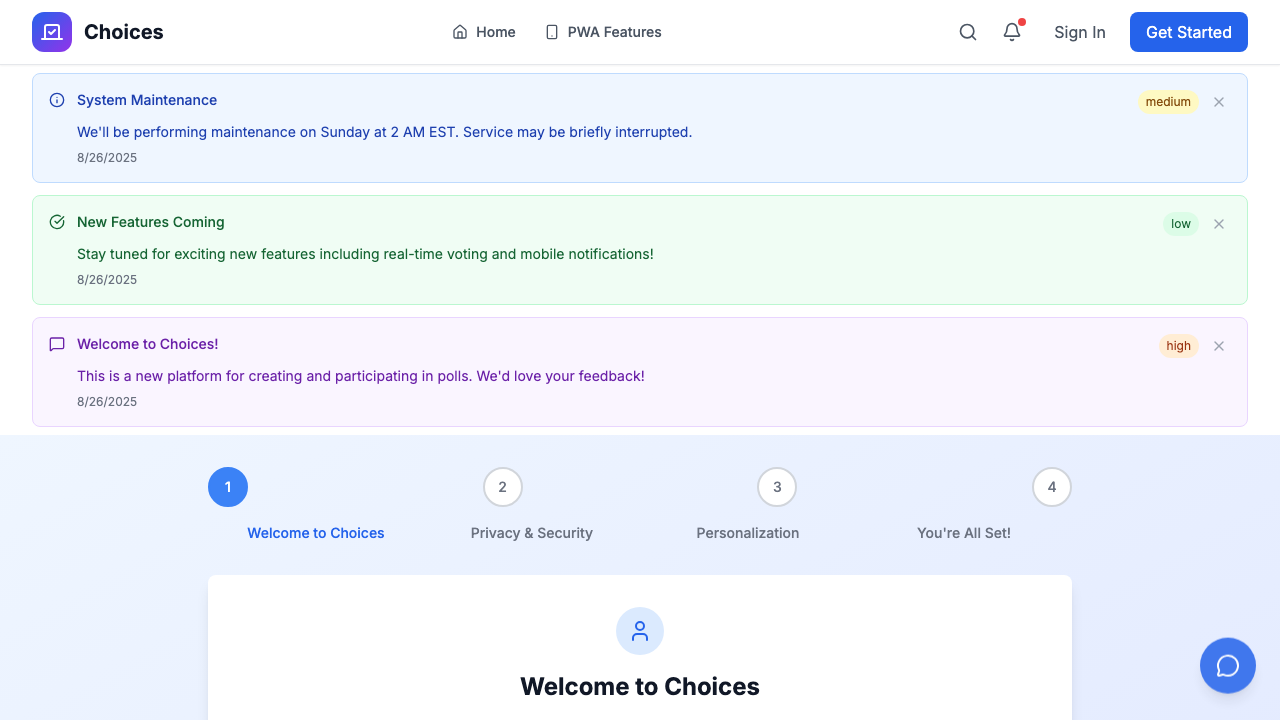 Choices
Home
PWA Features
Sign In
Get Started
System Maintenance
medium
We'll be performing maintenance on Sunday at 2 AM EST. Service may be briefly interrupted.
8/26/2025
New Features Coming
low
Stay tuned for exciting new features including real-time voting and mobile notifications!
8/26/2025
Welcome to Choices!
high
This is a new platform for creating and participating in polls. We'd love your feedback!
8/26/2025
1
2
3
4
Welcome to Choices
Privacy & Security
Personalization
You're All Set!
Welcome to Choices